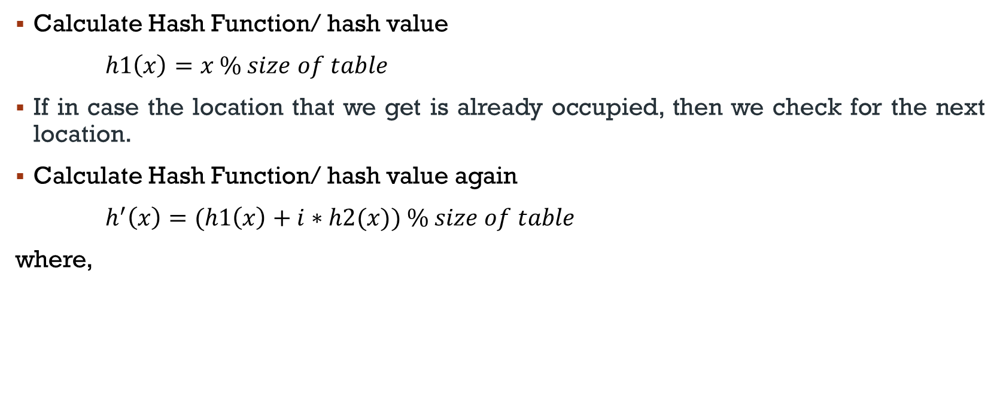 ▪ Calculate Hash Function/ hash value
h1(x) = x % size of table
▪ If in case the location that we get is already occupied, then we check for the next
location.
▪ Calculate Hash Function/ hash value again
h′(x) = (h1(x) + i ∗ h2(x)) % size of table
where,